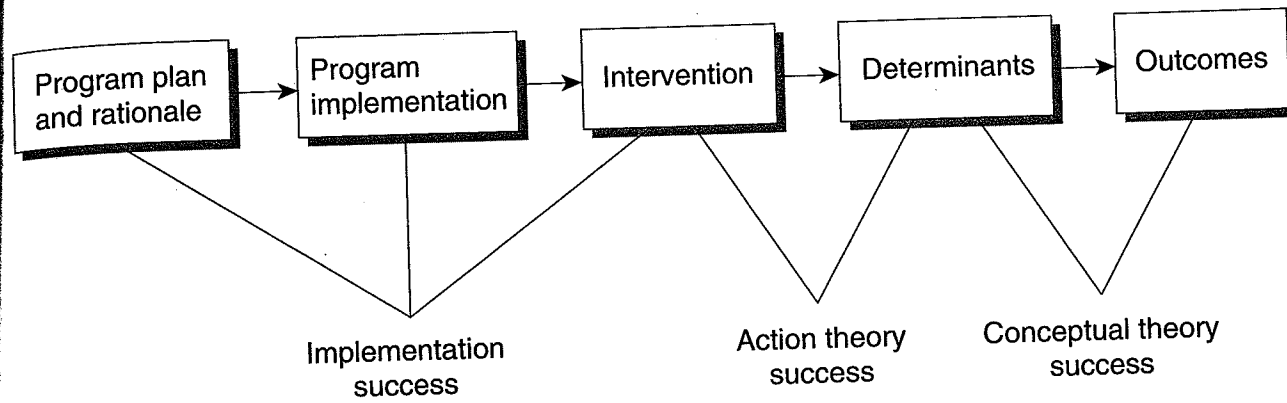 Program plan
and rationale
Program
implementation
Intervention
Determinants
Outcomes
Implementation
success
Action theory
success
Conceptual theory
success